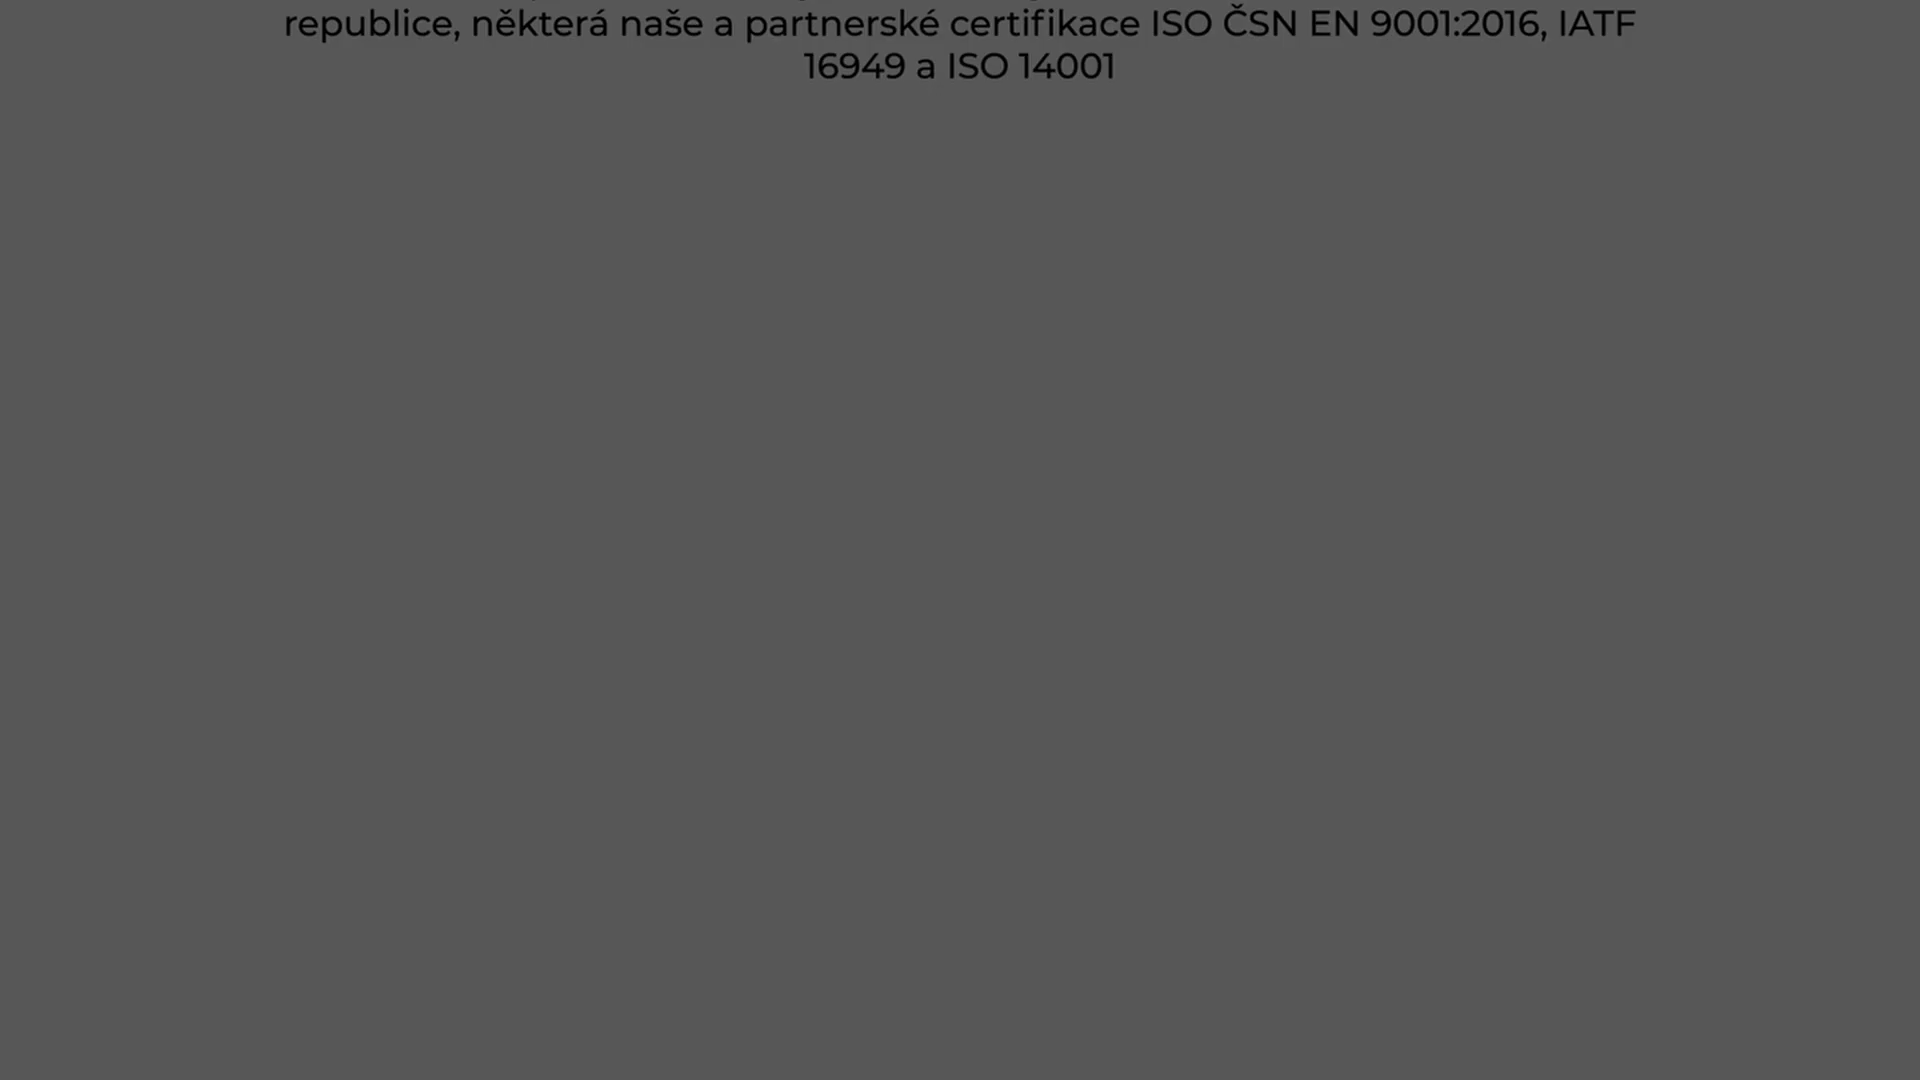 republice, některá naše a partnerské certifikace ISO ČSN EN 9001:2016, IATF
16949 a ISO 14001